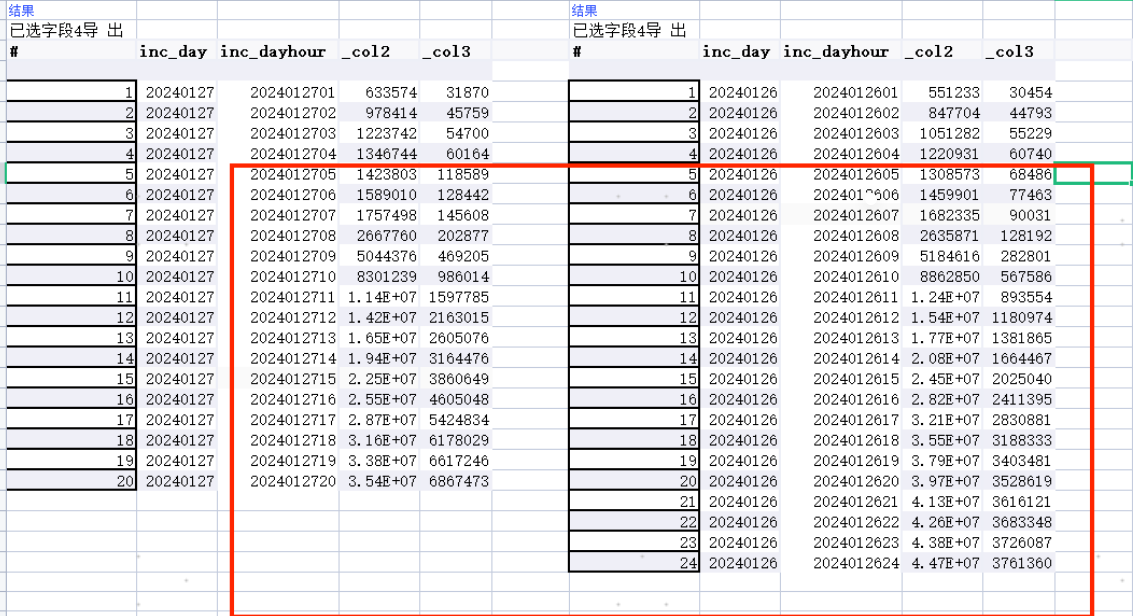 结果 结果
已选字段4导 出 已选字段4导 出
# inc_day inc_dayhour _col2 _col3 # inc_day inc_dayhour _col2 _col3
1 20240127 2024012701 633574 31870 1 20240126 2024012601 551233 30454
2 20240127 2024012702 978414 45759 2 20240126 2024012602 847704 44793
3 20240127 2024012703 1223742 54700 3 20240126 2024012603 1051282 55229
4 20240127 2024012704 1346744 60164 4 20240126 2024012604 1220931 60740
5 20240127 2024012705 1423803 118589 5 20240126 2024012605 1308573 68486
6 20240127 2024012706 1589010 128442 6 20240126 2024012606 1459901 77463
7 20240127 2024012707 1757498 145608 7 20240126 2024012607 1682335 90031
8 20240127 2024012708 2667760 202877 8 20240126 2024012608 2635871 128192
9 20240127 2024012709 5044376 469205 9 20240126 2024012609 5184616 282801
10 20240127 2024012710 8301239 986014 10 20240126 2024012610 8862850 567586
11 20240127 2024012711 1.14E+07 1597785 11 20240126 2024012611 1.24E+07 893554
12 20240127 2024012712 1.42E+07 2163015 12 20240126 2024012612 1.54E+07 1180974
13 20240127 2024012713 1.65E+07 2605076 13 20240126 2024012613 1.77E+07 1381865
14 20240127 2024012714 1.94E+07 3164476 14 20240126 2024012614 2.08E+07 1664467
15 20240127 2024012715 2.25E+07 3860649 15 20240126 2024012615 2.45E+07 2025040
16 20240127 2024012716 2.55E+07 4605048 16 20240126 2024012616 2.82E+07 2411395
17 20240127 2024012717 2.87E+07 5424834 17 20240126 2024012617 3.21E+07 2830881
18 20240127 2024012718 3.16E+07 6178029 18 20240126 2024012618 3.55E+07 3188333
19 20240127 2024012719 3.38E+07 6617246 19 20240126 2024012619 3.79E+07 3403481
20 20240127 2024012720 3.54E+07 6867473 20 20240126 2024012620 3.97E+07 3528619
21 20240126 2024012621 4.13E+07 3616121
22 20240126 2024012622 4.26E+07 3683348
23 20240126 2024012623 4.38E+07 3726087
24 20240126 2024012624 4.47E+07 3761360